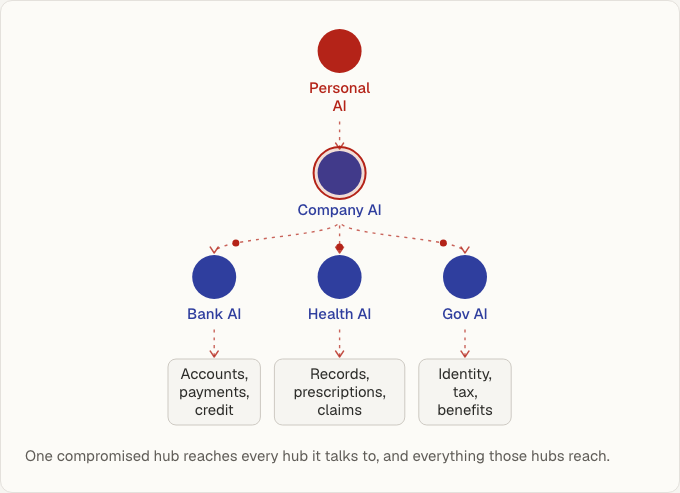 Personal
AI
Company AI
Bank AI
Health AI
Gov AI
Accounts,
payments,
credit
Records,
prescriptions,
claims
Identity,
tax,
benefits
One compromised hub reaches every hub it talks to, and everything those hubs reach.